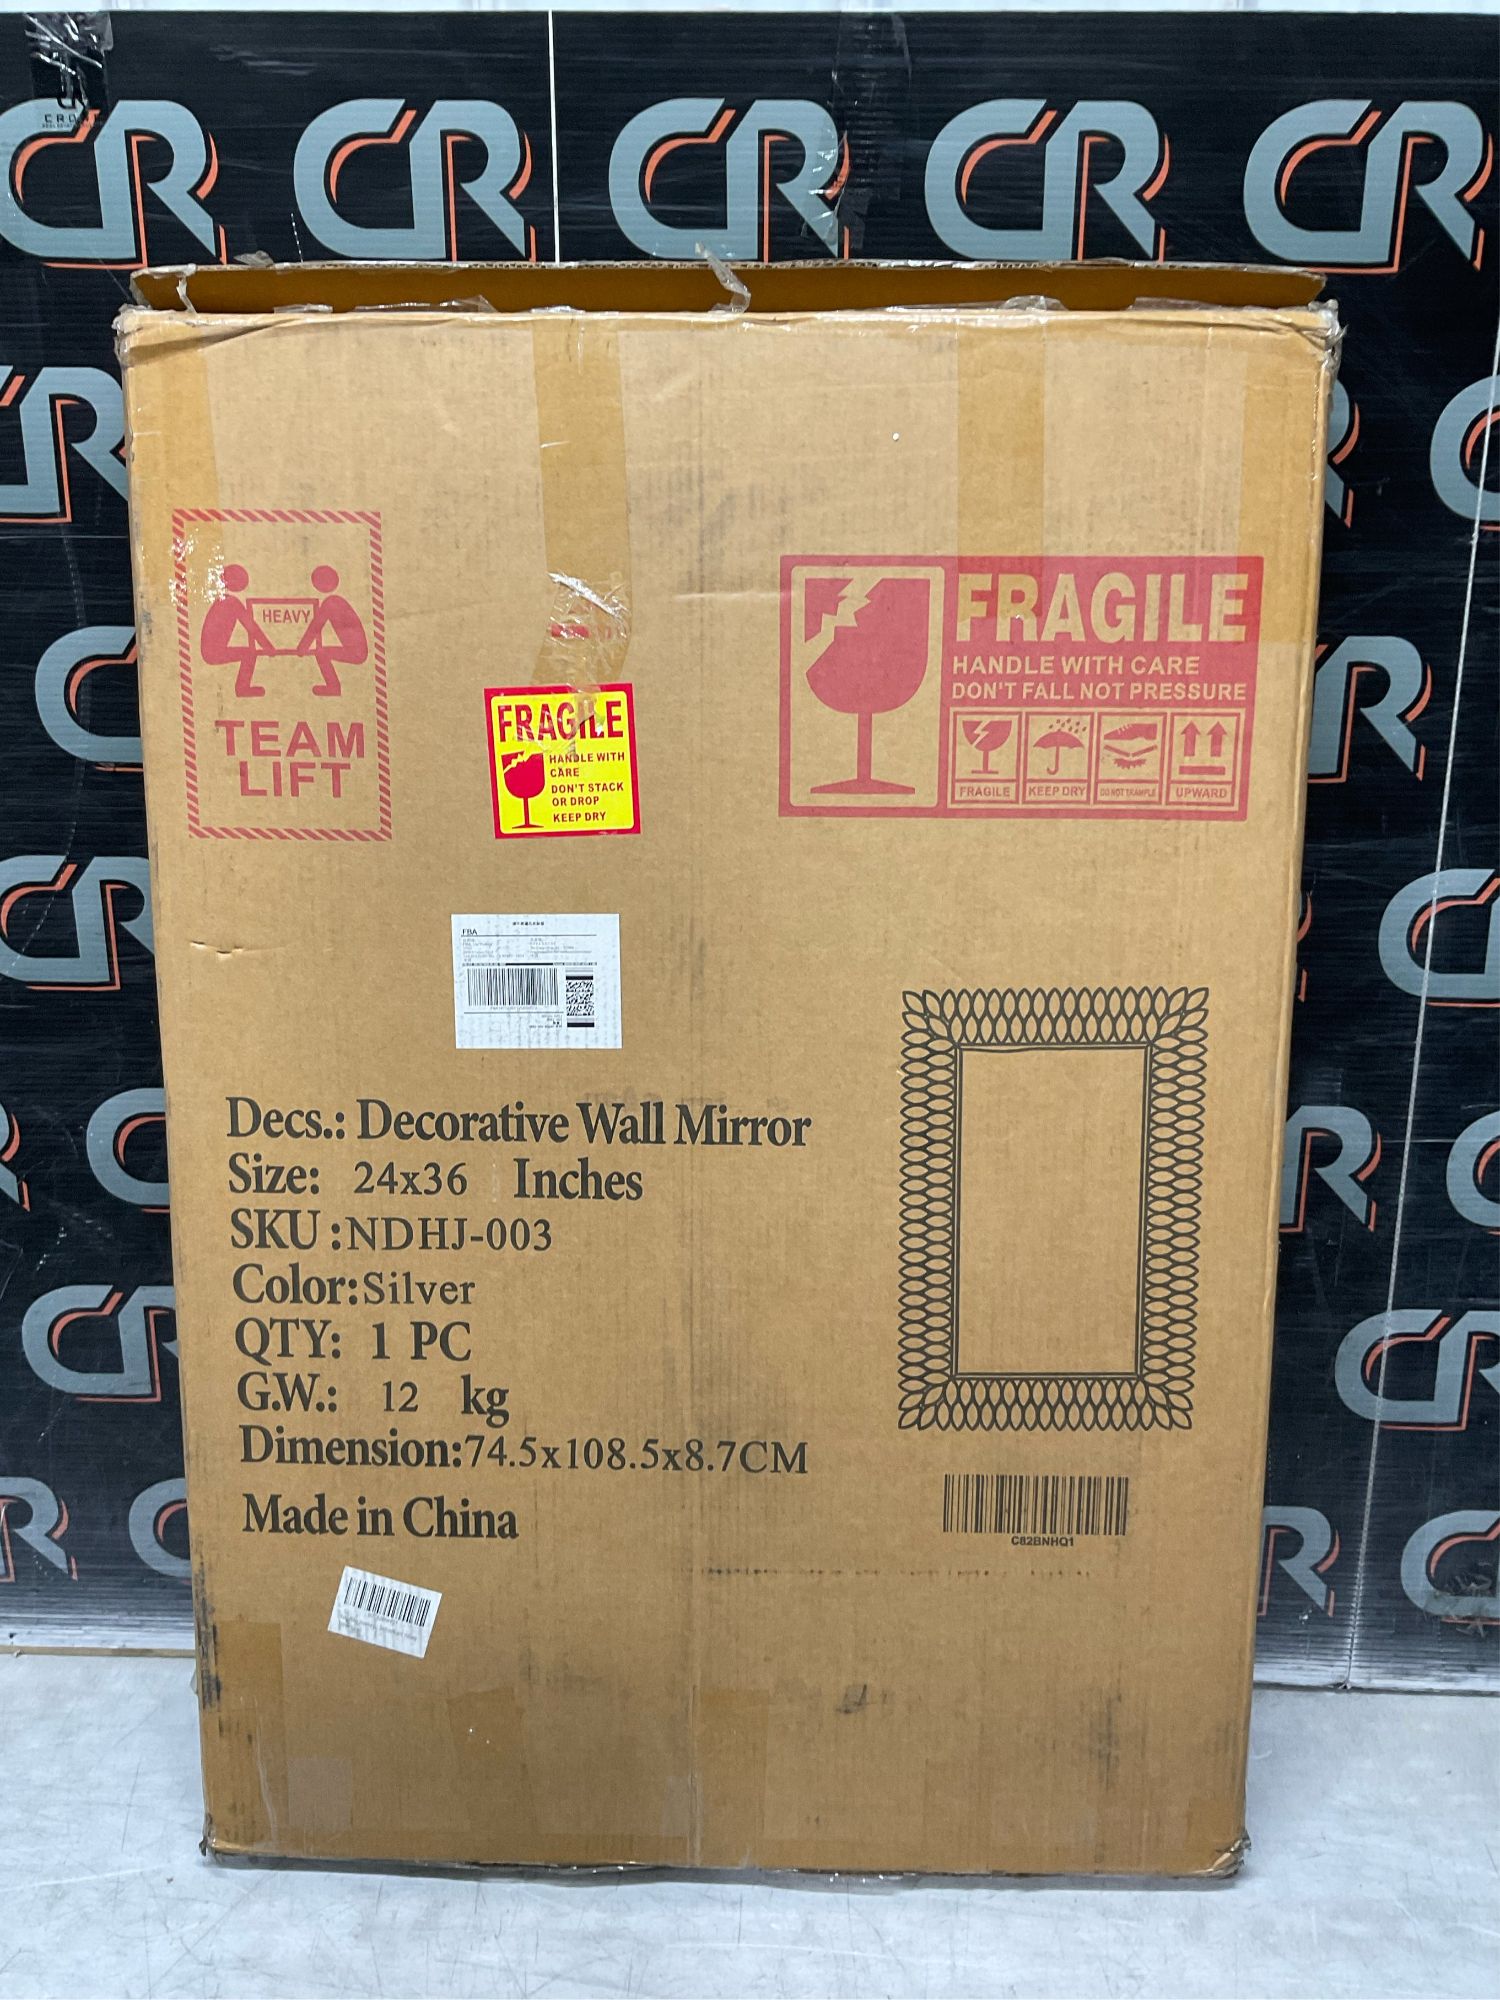 CR CR CR CR CR
CROWN
HEAVY
TEAM
LIFT
FRAGILE
HANDLE WITH
CARE
DON'T STACK
OR DROP
KEEP DRY
FRAGILE
HANDLE WITH CARE
DON'T FALL NOT PRESSURE
FRAGILE KEEP DRY DO NOT TRAMPLE UPWARD
FBA
Decs.: Decorative Wall Mirror
Size: 24x36 Inches
SKU :NDHJ-003
Color:Silver
QTY: 1 PC
G.W.: 12 kg
Dimension:74.5x108.5x8.7CM
Made in China
C82BNHQ1